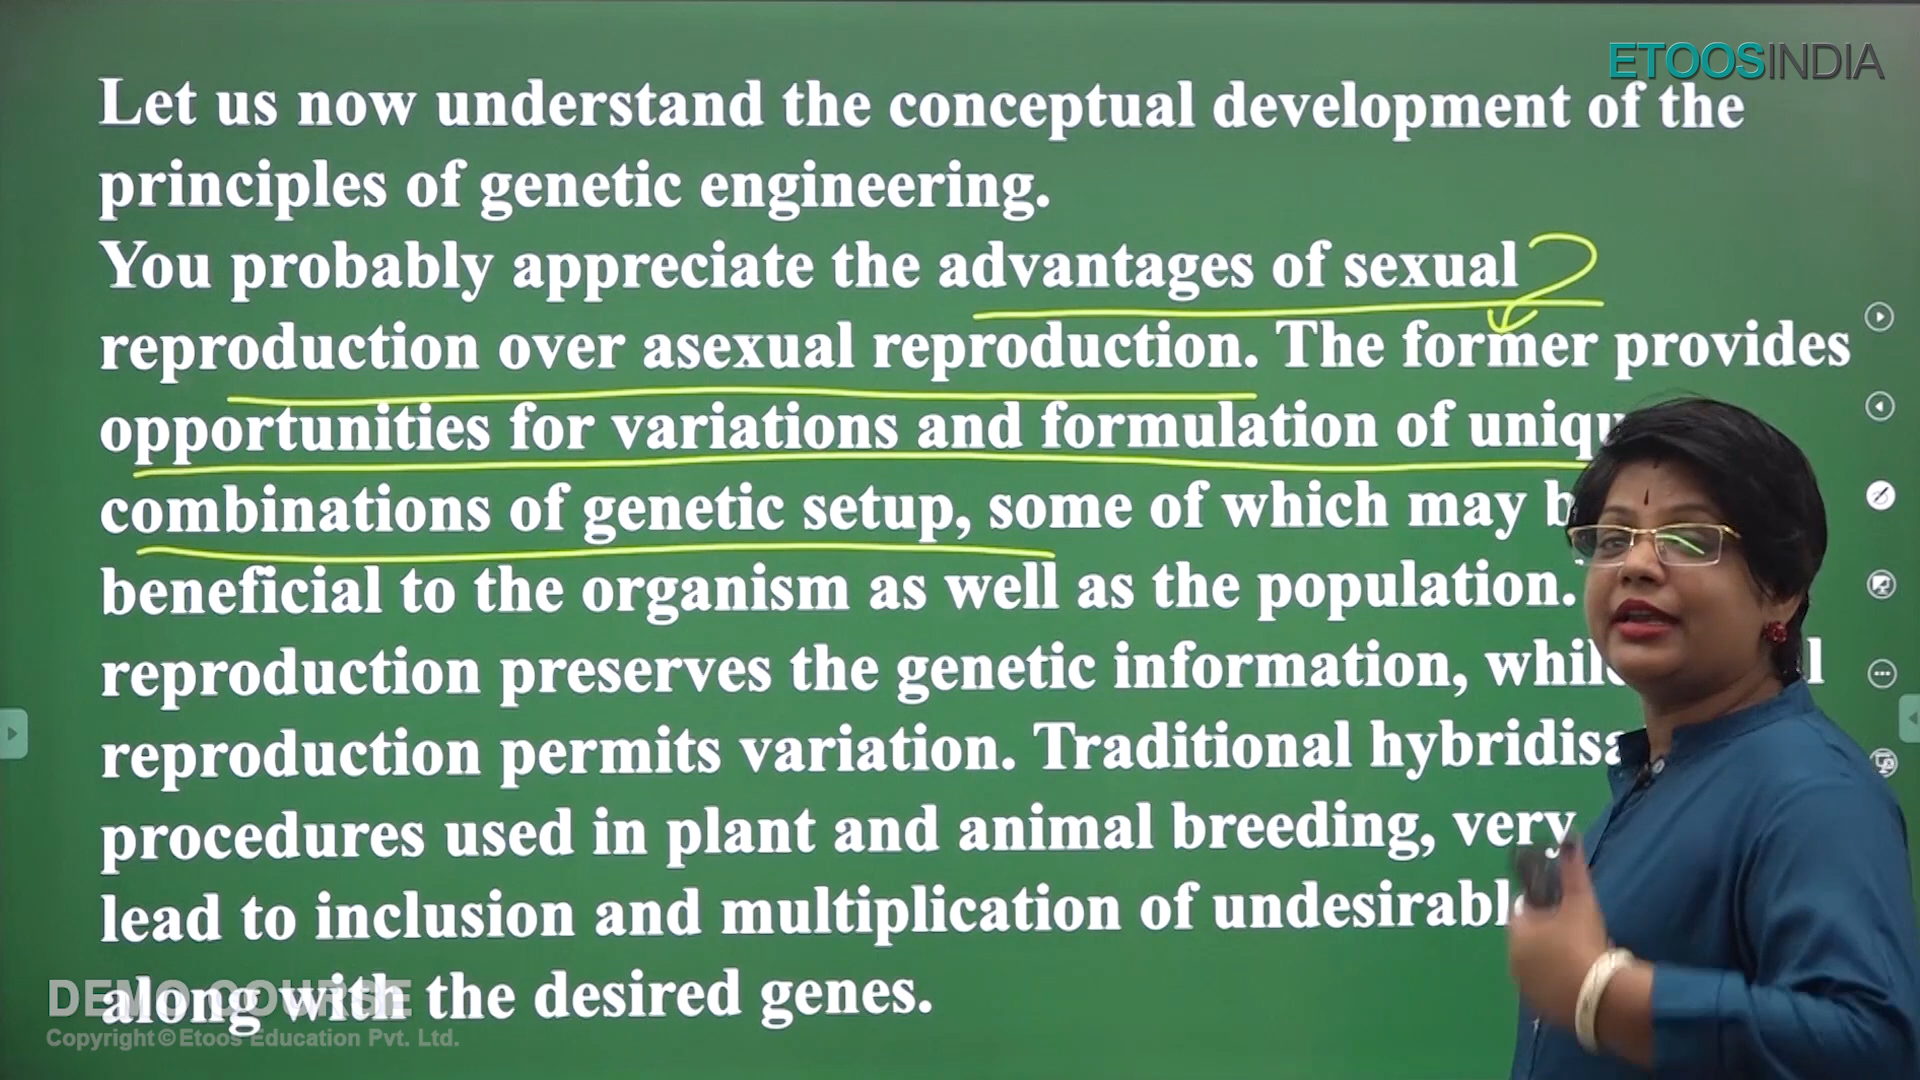 ETOOSINDIA
Let us now understand the conceptual development of the
principles of genetic engineering.
You probably appreciate the advantages of sexual
reproduction over asexual reproduction. The former provides
opportunities for variations and formulation of
combinations of genetic setup, some of which may
beneficial to the organism as well as the population.
reproduction preserves the genetic information,
reproduction permits variation. Traditional
procedures used in plant and animal breeding, very
lead to inclusion and multiplication of
along with the desired genes.
DEMO COURSE
Copyright © Etoos Education Pvt. Ltd.